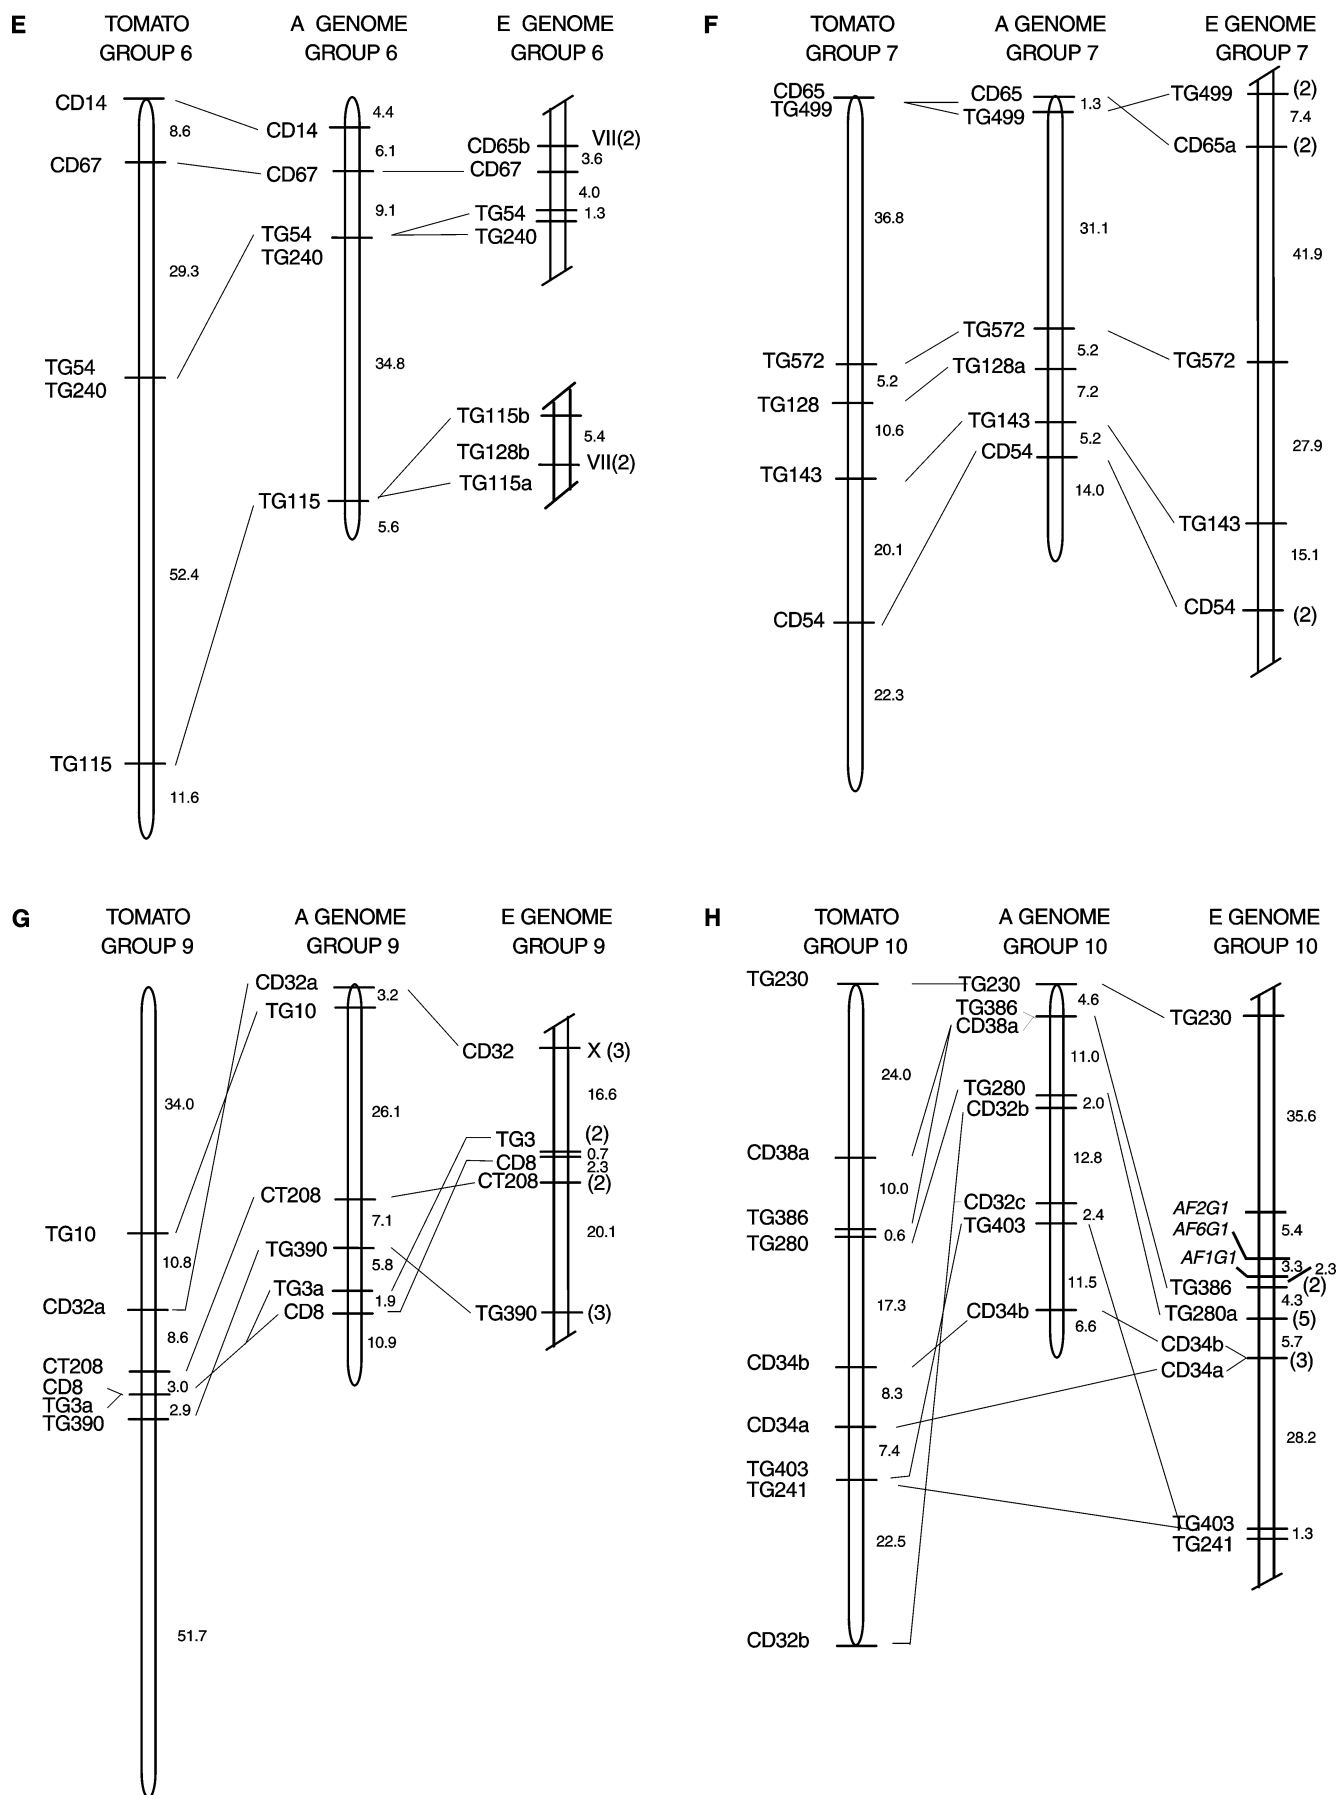 E
TOMATO
GROUP 6
A GENOME
GROUP 6
E GENOME
GROUP 6
CD14
8.6
CD67
29.3
TG54
TG240
52.4
TG115
11.6
4.4
CD14
6.1
CD67
9.1
TG54
TG240
34.8
TG115
5.6
CD65b
VII(2)
3.6
CD67
4.0
TG54
1.3
TG240
TG115b
5.4
TG128b
VII(2)
TG115a
F
TOMATO
GROUP 7
A GENOME
GROUP 7
E GENOME
GROUP 7
CD65
TG499
36.8
TG572
5.2
TG128
10.6
TG143
20.1
CD54
22.3
CD65
1.3
TG499
31.1
TG572
5.2
TG128a
7.2
TG143
5.2
CD54
14.0
TG499
(2)
7.4
CD65a
(2)
41.9
TG572
27.9
TG143
15.1
CD54
(2)
G
TOMATO
GROUP 9
A GENOME
GROUP 9
E GENOME
GROUP 9
34.0
TG10
10.8
CD32a
8.6
CT208
CD8
3.0
TG3a
2.9
TG390
51.7
CD32a
3.2
TG10
26.1
CT208
7.1
TG390
5.8
TG3a
1.9
CD8
10.9
CD32
X (3)
16.6
TG3
(2)
0.7
CD8
2.3
CT208
(2)
20.1
TG390
(3)
H
TOMATO
GROUP 10
A GENOME
GROUP 10
E GENOME
GROUP 10
TG230
24.0
CD38a
10.0
TG386
0.6
TG280
17.3
CD34b
8.3
CD34a
7.4
TG403
TG241
22.5
CD32b
TG230
4.6
TG386
CD38a
11.0
TG280
2.0
CD32b
12.8
CD32c
2.4
TG403
11.5
CD34b
6.6
TG230
35.6
AF2G1
5.4
AF6G1
3.3
2.3
AF1G1
(2)
TG386
4.3
TG280a
(5)
5.7
CD34b
(3)
CD34a
28.2
TG403
1.3
TG241